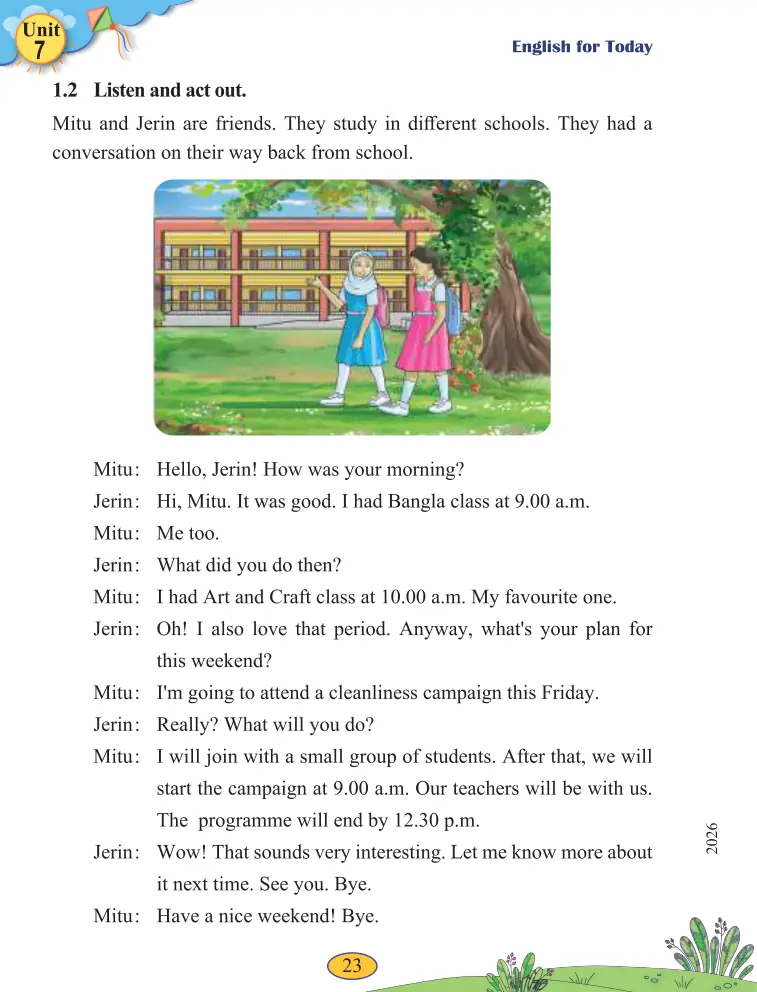 Unit
7
English for Today
1.2 Listen and act out.
Mitu and Jerin are friends. They study in different schools. They had a
conversation on their way back from school.
Mitu: Hello, Jerin! How was your morning?
Jerin: Hi, Mitu. It was good. I had Bangla class at 9.00 a.m.
Mitu: Me too.
Jerin: What did you do then?
Mitu: I had Art and Craft class at 10.00 a.m. My favourite one.
Jerin: Oh! I also love that period. Anyway, what's your plan for
this weekend?
Mitu: I'm going to attend a cleanliness campaign this Friday.
Jerin: Really? What will you do?
Mitu: I will join with a small group of students. After that, we will
start the campaign at 9.00 a.m. Our teachers will be with us.
The programme will end by 12.30 p.m.
Jerin: Wow! That sounds very interesting. Let me know more about
it next time. See you. Bye.
Mitu: Have a nice weekend! Bye.
2026
23